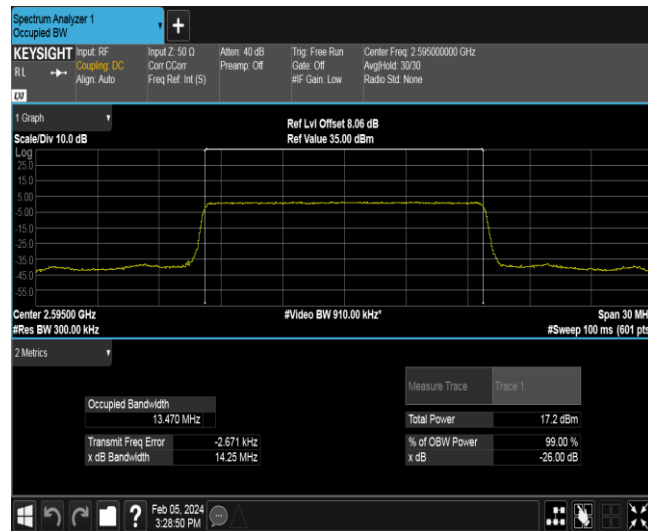 Spectrum Analyzer 1
Occupied BW
KEYSIGHT
RL
LXI
Input: RF
Coupling: DC
Align: Auto
Input Z: 50 Ω
Corr CCorr
Freq Ref: Int (S)
Atten: 40 dB
Preamp: Off
Trig: Free Run
Gate: Off
#IF Gain: Low
Center Freq: 2.595000000 GHz
Avg|Hold: 30/30
Radio Std: None
1 Graph
Scale/Div 10.0 dB
Ref Lvl Offset 8.06 dB
Ref Value 35.00 dBm
Log
25.0
15.0
5.00
-5.00
-15.0
-25.0
-35.0
-45.0
-55.0
Center 2.59500 GHz
#Video BW 910.00 kHz*
Span 30 MH
#Res BW 300.00 kHz
#Sweep 100 ms (601 pts
2 Metrics
Measure Trace Trace 1
Occupied Bandwidth
13.470 MHz
Total Power 17.2 dBm
Transmit Freq Error -2.671 kHz
% of OBW Power 99.00 %
x dB Bandwidth 14.25 MHz
x dB -26.00 dB
?
Feb 05, 2024
3:28:50 PM